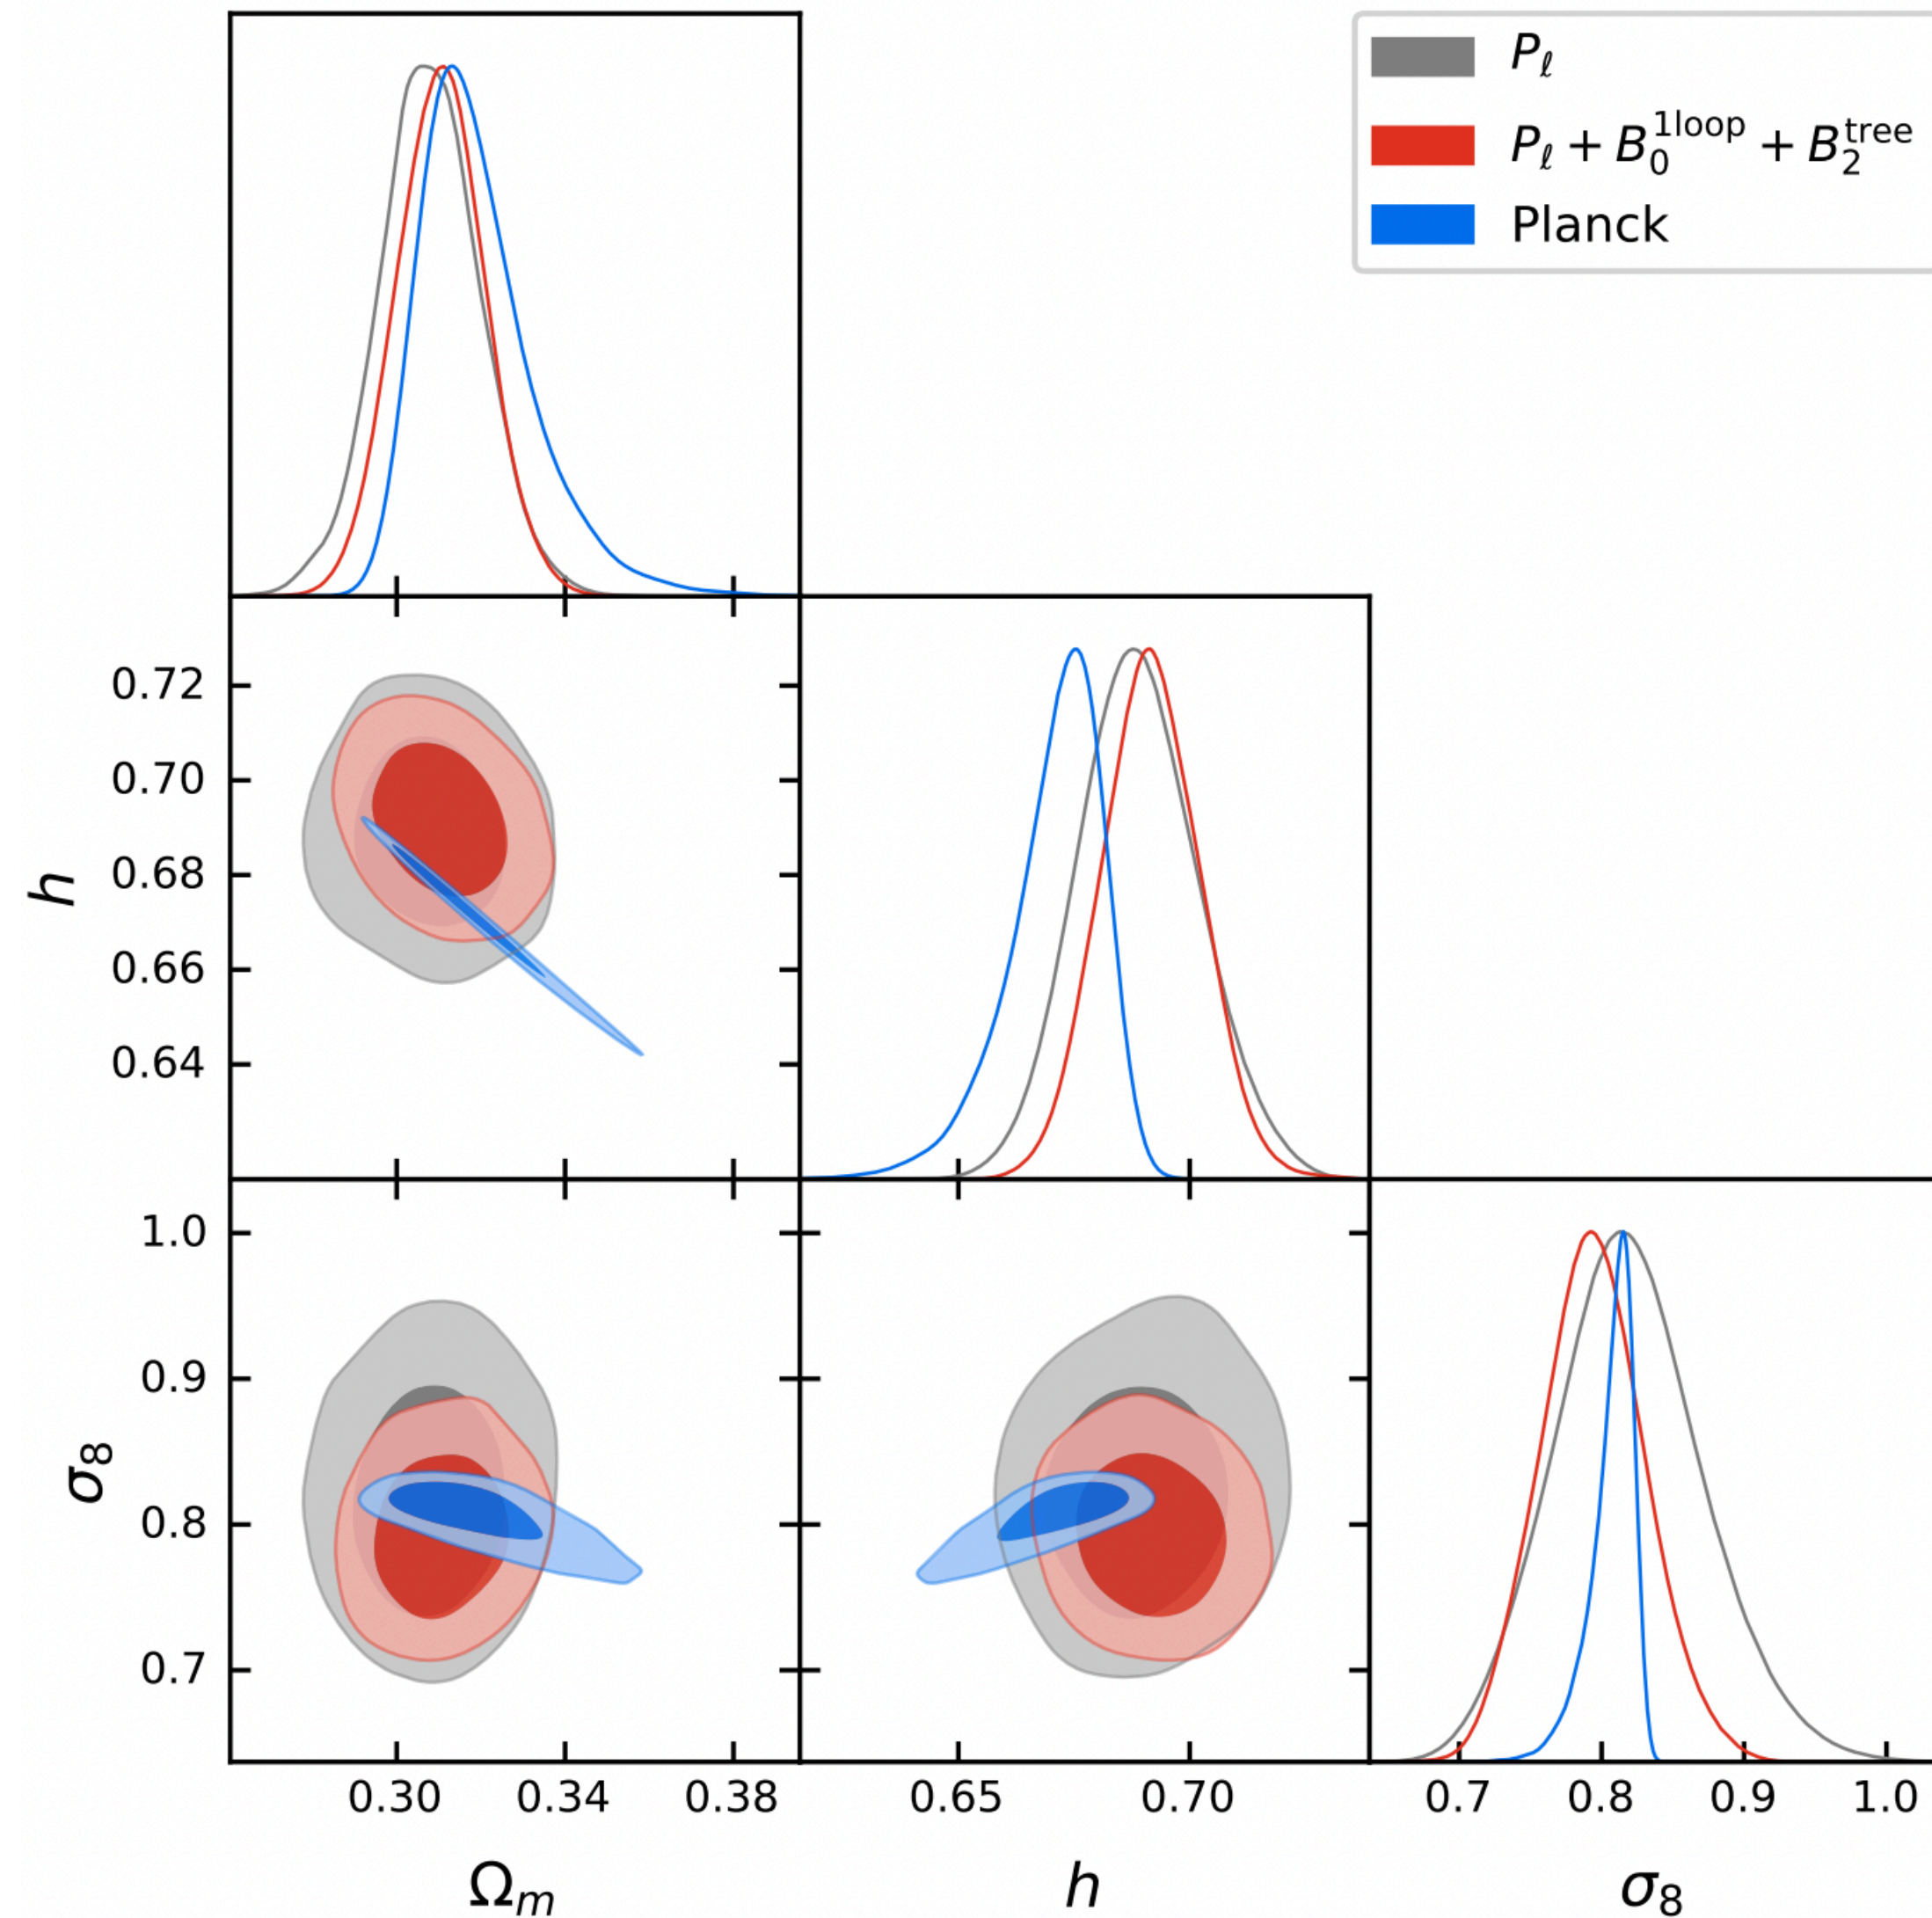 P_ℓ
P_ℓ + B_0^{1loop} + B_2^{tree}
Planck
0.72
0.70
0.68
0.66
0.64
h
1.0
0.9
0.8
0.7
σ_8
0.30 0.34 0.38 0.65 0.70 0.7 0.8 0.9 1.0
Ω_m h σ_8